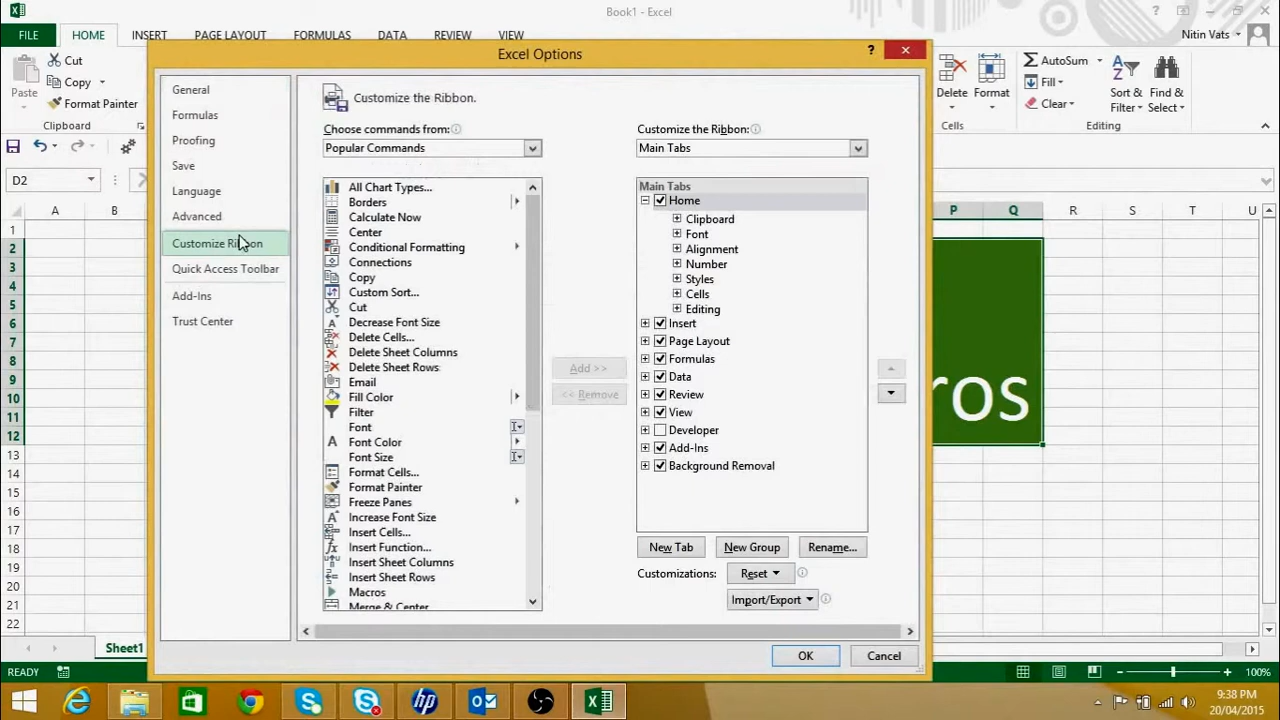 Book1 - Excel
FILE HOME INSERT PAGE LAYOUT FORMULAS DATA REVIEW VIEW
Nitin Vats
Excel Options
Paste
Cut
Copy
Format Painter
Clipboard
Delete
Format
Cells
AutoSum
Fill
Clear
Sort &
Filter
Find &
Select
Editing
D2
General
Formulas
Proofing
Save
Language
Advanced
Customize Ribbon
Quick Access Toolbar
Add-Ins
Trust Center
Customize the Ribbon.
Choose commands from:
Popular Commands
All Chart Types...
Borders
Calculate Now
Center
Conditional Formatting
Connections
Copy
Custom Sort...
Cut
Decrease Font Size
Delete Cells...
Delete Sheet Columns
Delete Sheet Rows
Email
Fill Color
Filter
Font
Font Color
Font Size
Format Cells...
Format Painter
Freeze Panes
Increase Font Size
Insert Cells...
Insert Function...
Insert Sheet Columns
Insert Sheet Rows
Macros
Merge & Center
Add >>
<< Remove
Customize the Ribbon:
Main Tabs
Main Tabs
Home
Clipboard
Font
Alignment
Number
Styles
Cells
Editing
Insert
Page Layout
Formulas
Data
Review
View
Developer
Add-Ins
Background Removal
New Tab New Group Rename...
Customizations: Reset
Import/Export
OK Cancel
A B P Q R S T U
1
2
3
4
5
6
7
8
9
10
11
12
13
14
15
16
17
18
19
20
21
22
ros
Sheet1
READY
100%
9:38 PM
20/04/2015